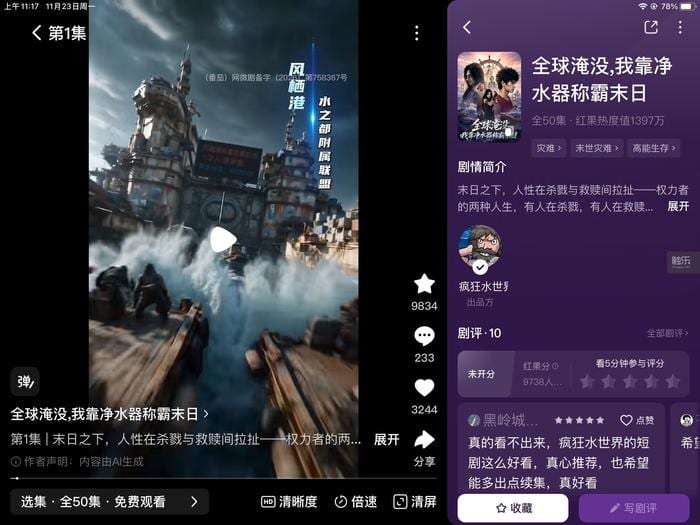 上午11:17 11月23日周一
第1集
风栖港
水之都附属联盟
9834
233
3244
分享
弹
全球淹没,我靠净水器称霸末日
第1集 | 末日之下，人性在杀戮与救赎间拉扯——权力者的两... 展开
作者声明：内容由AI生成
选集 · 全50集 · 免费观看
HD 清晰度
倍速
清屏
78%
全球淹没,我靠净
水器称霸末日
全50集 · 红果热度值1397万
灾难
末世灾难
高能生存
剧情简介
末日之下，人性在杀戮与救赎间拉扯——权力者
的两种人生，有人在杀戮，有人在救赎... 展开
触乐
疯狂水世界
出品方
剧评 · 10
全部剧评
未开分
红果分
9738人...
看5分钟参与评分
黑岭城...
点赞
真的看不出来，疯狂水世界的短
剧这么好看，真心推荐，也希望
能多出点续集，真好看
收藏
写剧评